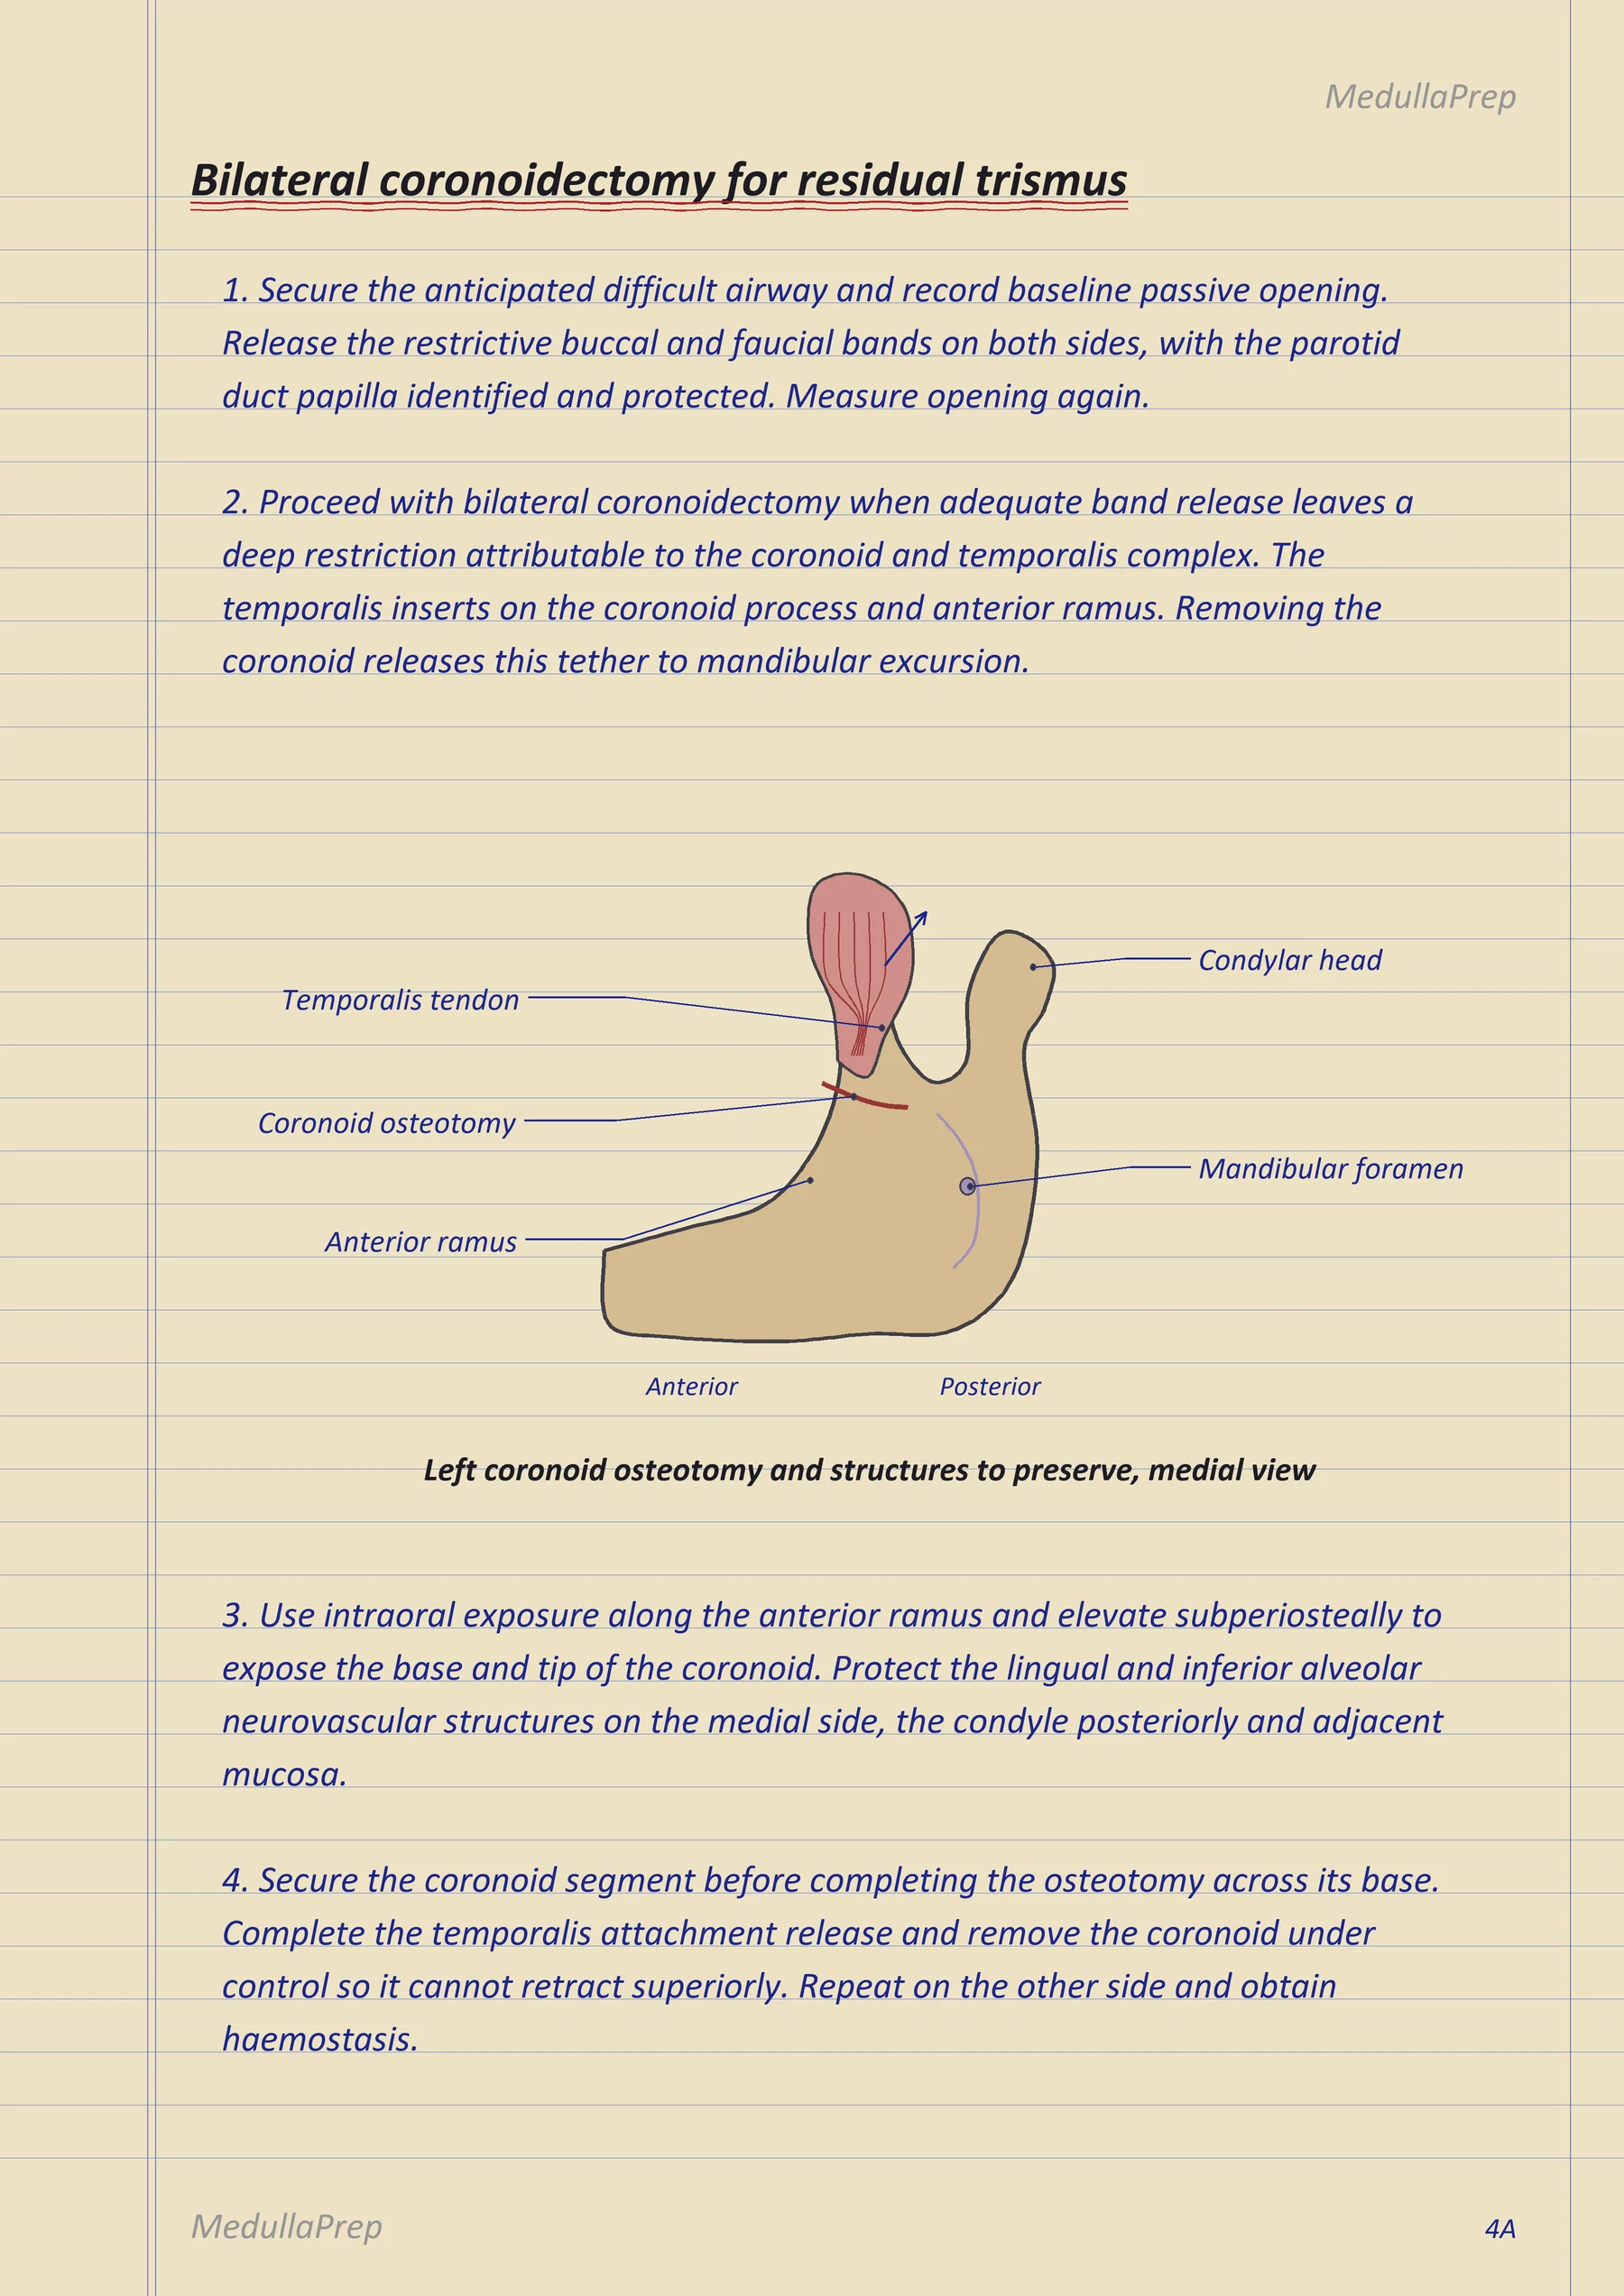 MedullaPrep
Bilateral coronoidectomy for residual trismus
1. Secure the anticipated difficult airway and record baseline passive opening.
Release the restrictive buccal and faucial bands on both sides, with the parotid
duct papilla identified and protected. Measure opening again.
2. Proceed with bilateral coronoidectomy when adequate band release leaves a
deep restriction attributable to the coronoid and temporalis complex. The
temporalis inserts on the coronoid process and anterior ramus. Removing the
coronoid releases this tether to mandibular excursion.
Condylar head
Temporalis tendon
Coronoid osteotomy
Mandibular foramen
Anterior ramus
Anterior
Posterior
Left coronoid osteotomy and structures to preserve, medial view
3. Use intraoral exposure along the anterior ramus and elevate subperiosteally to
expose the base and tip of the coronoid. Protect the lingual and inferior alveolar
neurovascular structures on the medial side, the condyle posteriorly and adjacent
mucosa.
4. Secure the coronoid segment before completing the osteotomy across its base.
Complete the temporalis attachment release and remove the coronoid under
control so it cannot retract superiorly. Repeat on the other side and obtain
haemostasis.
MedullaPrep
4A